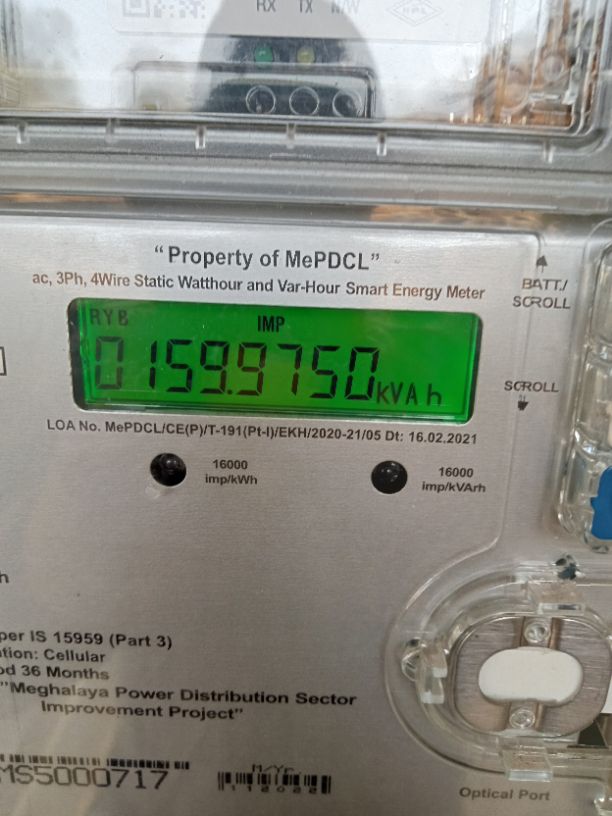 RX TX N/W
"Property of MePDCL"
ac, 3Ph, 4Wire Static Watthour and Var-Hour Smart Energy Meter
BATT./
SCROLL
RYB
IMP
0159.9750kVAh
SCROLL
LOA No. MePDCL/CE(P)/T-191(Pt-I)/EKH/2020-21/05 Dt: 16.02.2021
16000
imp/kWh
16000
imp/kVArh
h
per IS 15959 (Part 3)
tion: Cellular
od 36 Months
"Meghalaya Power Distribution Sector
Improvement Project"
MS5000717
M/Yr.
112022
Optical Port